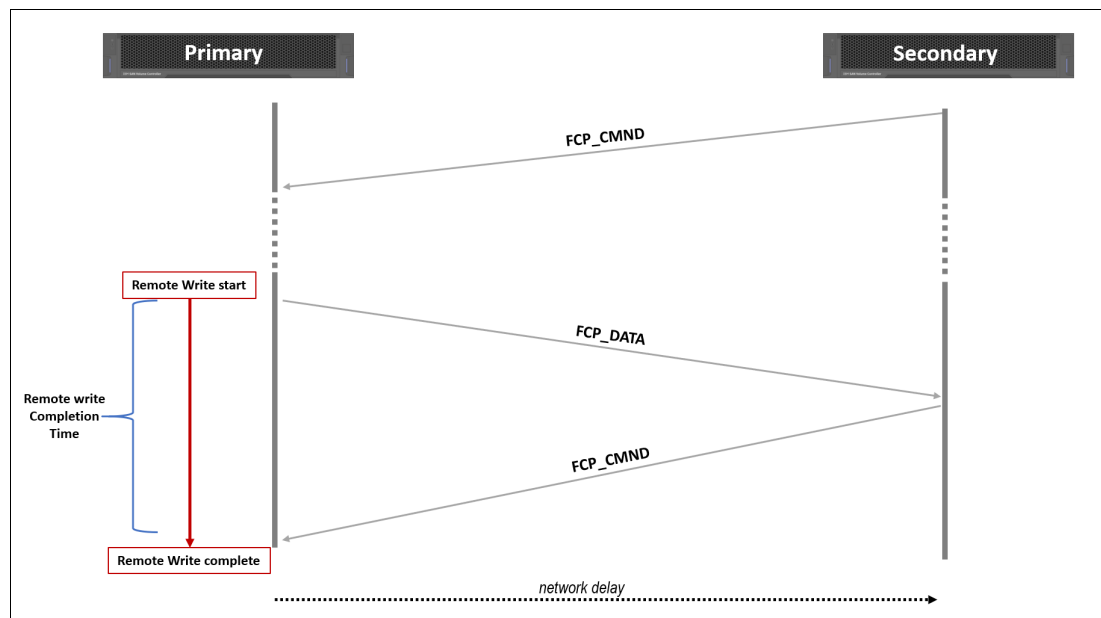 Primary
Secondary
FCP_CMND
Remote Write start
FCP_DATA
Remote write
Completion
Time
FCP_CMND
Remote Write complete
network delay